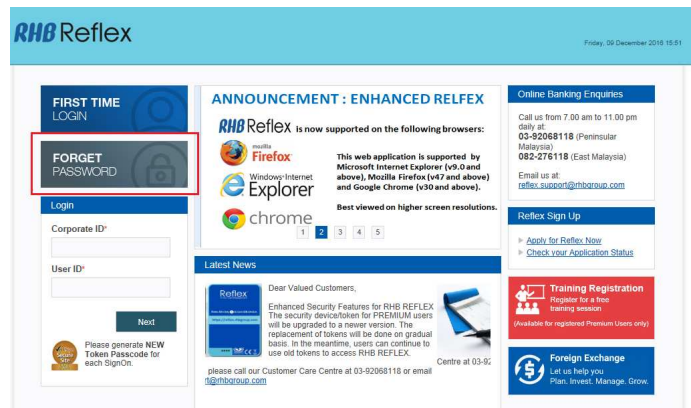 RHB Reflex
Friday, 09 December 2016 15:51
FIRST TIME
LOGIN
FORGET
PASSWORD
Login
Corporate ID*
User ID*
Next
Please generate NEW
Token Passcode for
each SignOn.
ANNOUNCEMENT : ENHANCED RELFEX
RHB Reflex is now supported on the following browsers:
mozilla
Firefox
Windows Internet
Explorer
chrome
This web application is supported by
Microsoft Internet Explorer (v9.0 and
above), Mozilla Firefox (v47 and above)
and Google Chrome (v30 and above).
Best viewed on higher screen resolutions.
1 2 3 4 5
Latest News
Reflex
Dear Valued Customers,
Enhanced Security Features for RHB REFLEX
The security device/token for PREMIUM users
will be upgraded to a newer version. The
replacement of tokens will be done on gradual
basis. In the meantime, users can continue to
use old tokens to access RHB REFLEX.
Centre at 03-92
please call our Customer Care Centre at 03-92068118 or email
rt@rhbgroup.com
Online Banking Enquiries
Call us from 7.00 am to 11.00 pm
daily at:
03-92068118 (Peninsular
Malaysia)
082-276118 (East Malaysia)
Email us at:
reflex.support@rhbgroup.com
Reflex Sign Up
Apply for Reflex Now
Check your Application Status
Training Registration
Register for a free
training session
(Available for registered Premium Users only)
Foreign Exchange
Let us help you
Plan. Invest. Manage. Grow.